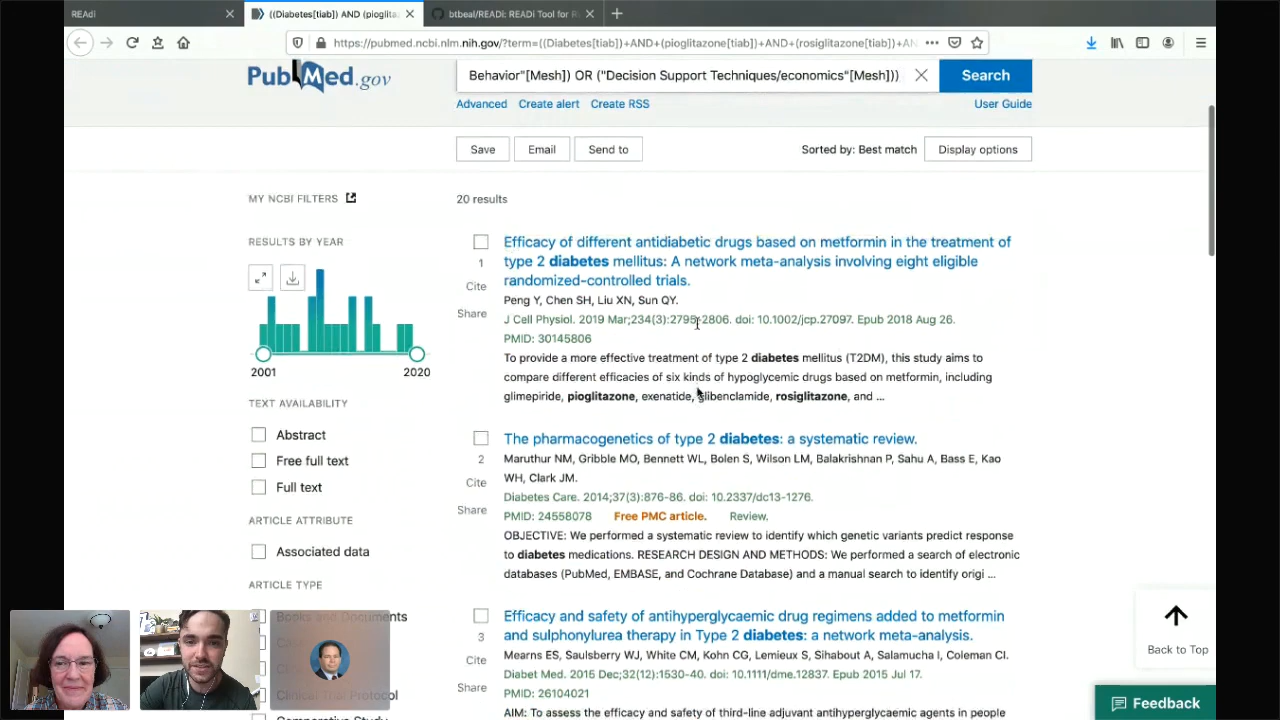 REAdi
((Diabetes[tiab]) AND (pioglita
btbeal/READi: READi Tool for R
https://pubmed.ncbi.nlm.nih.gov/?term=((Diabetes[tiab])+AND+(pioglitazone[tiab])+AND+(rosiglitazone[tiab])+AN
PubMed.gov
Behavior"[Mesh]) OR ("Decision Support Techniques/economics"[Mesh]))
Search
Advanced Create alert Create RSS
User Guide
Save Email Send to
Sorted by: Best match Display options
MY NCBI FILTERS
20 results
RESULTS BY YEAR
2001 2020
TEXT AVAILABILITY
Abstract
Free full text
Full text
ARTICLE ATTRIBUTE
Associated data
ARTICLE TYPE
Books and Documents
Clinical Trial Protocol
Comparative Study
1
Cite
Share
Efficacy of different antidiabetic drugs based on metformin in the treatment of
type 2 diabetes mellitus: A network meta-analysis involving eight eligible
randomized-controlled trials.
Peng Y, Chen SH, Liu XN, Sun QY.
J Cell Physiol. 2019 Mar;234(3):2795-2806. doi: 10.1002/jcp.27097. Epub 2018 Aug 26.
PMID: 30145806
To provide a more effective treatment of type 2 diabetes mellitus (T2DM), this study aims to
compare different efficacies of six kinds of hypoglycemic drugs based on metformin, including
glimepiride, pioglitazone, exenatide, glibenclamide, rosiglitazone, and ...
2
Cite
Share
The pharmacogenetics of type 2 diabetes: a systematic review.
Maruthur NM, Gribble MO, Bennett WL, Bolen S, Wilson LM, Balakrishnan P, Sahu A, Bass E, Kao
WH, Clark JM.
Diabetes Care. 2014;37(3):876-86. doi: 10.2337/dc13-1276.
PMID: 24558078 Free PMC article. Review.
OBJECTIVE: We performed a systematic review to identify which genetic variants predict response
to diabetes medications. RESEARCH DESIGN AND METHODS: We performed a search of electronic
databases (PubMed, EMBASE, and Cochrane Database) and a manual search to identify origi ...
3
Cite
Share
Efficacy and safety of antihyperglycaemic drug regimens added to metformin
and sulphonylurea therapy in Type 2 diabetes: a network meta-analysis.
Mearns ES, Saulsberry WJ, White CM, Kohn CG, Lemieux S, Sihabout A, Salamucha I, Coleman CI.
Diabet Med. 2015 Dec;32(12):1530-40. doi: 10.1111/dme.12837. Epub 2015 Jul 17.
PMID: 26104021
AIM: To assess the efficacy and safety of third-line adjuvant antihyperglycaemic agents in people
Back to Top
Feedback